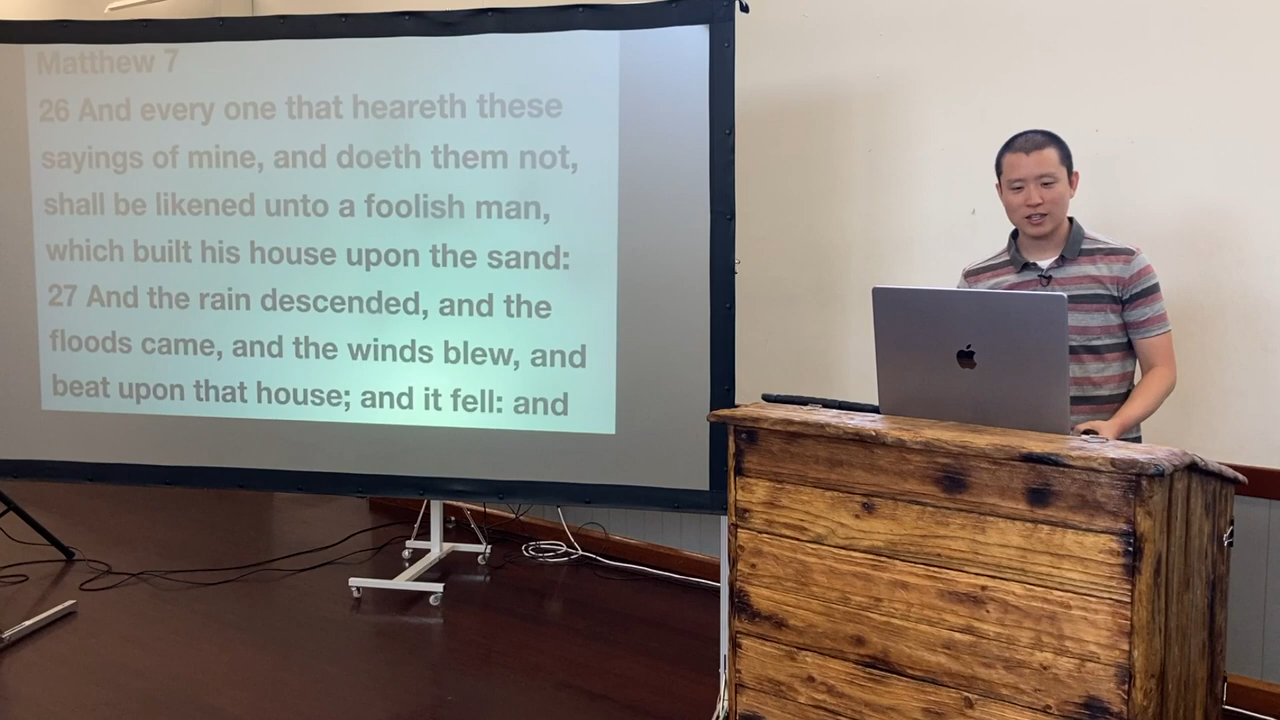 Matthew 7
26 And every one that heareth these
sayings of mine, and doeth them not,
shall be likened unto a foolish man,
which built his house upon the sand:
27 And the rain descended, and the
floods came, and the winds blew, and
beat upon that house; and it fell: and